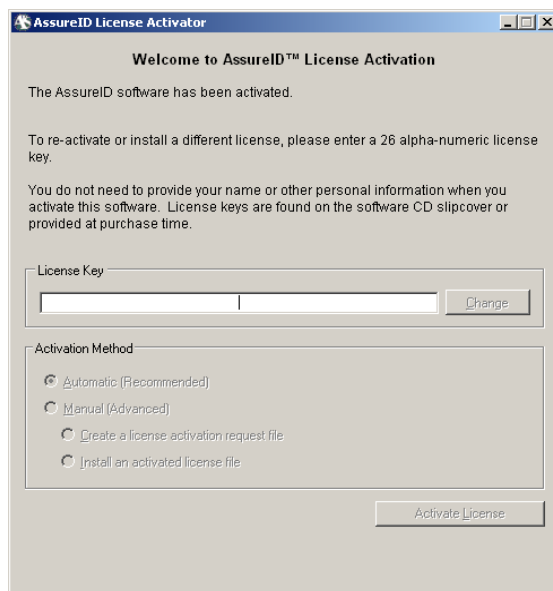 AssureID License Activator
Welcome to AssureID™ License Activation
The AssureID software has been activated.
To re-activate or install a different license, please enter a 26 alpha-numeric license
key.
You do not need to provide your name or other personal information when you
activate this software.  License keys are found on the software CD slipcover or
provided at purchase time.
License Key
Change
Activation Method
Automatic (Recommended)
Manual (Advanced)
Create a license activation request file
Install an activated license file
Activate License